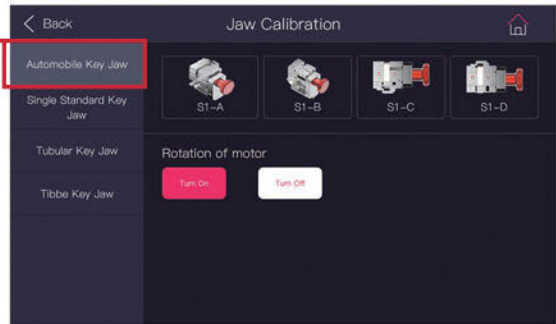 Back
Jaw Calibration
Automobile Key Jaw
Single Standard Key
Jaw
Tubular Key Jaw
Tibbe Key Jaw
S1-A
S1-B
S1-C
S1-D
Rotation of motor
Turn On
Turn Off